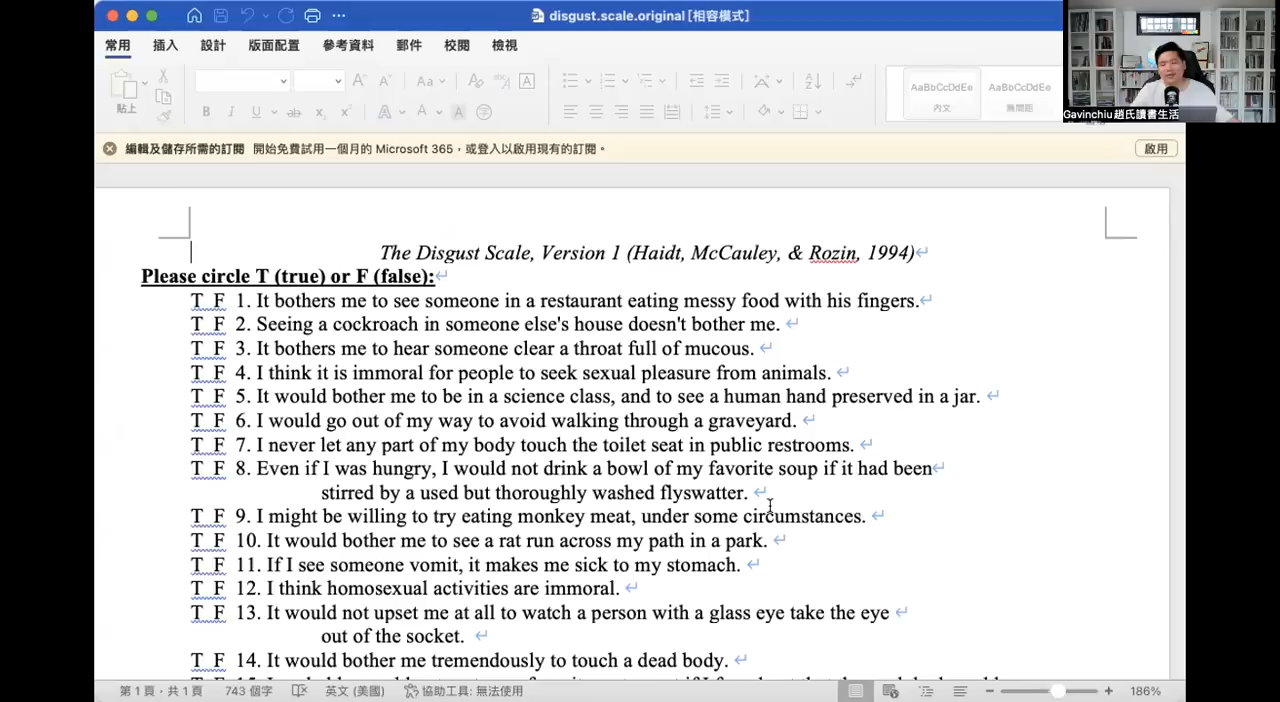 disgust.scale.original [相容模式]
常用 插入 設計 版面配置 參考資料 郵件 校閱 檢視
貼上
Aa
AaBbCcDdEe AaBbCcDdEe
內文 無間距
Gavinchiu趙氏讀書生活
編輯及儲存所需的訂閱 開始免費試用一個月的 Microsoft 365，或登入以啟用現有的訂閱。 啟用
The Disgust Scale, Version 1 (Haidt, McCauley, & Rozin, 1994)
Please circle T (true) or F (false):
T F 1. It bothers me to see someone in a restaurant eating messy food with his fingers.
T F 2. Seeing a cockroach in someone else's house doesn't bother me.
T F 3. It bothers me to hear someone clear a throat full of mucous.
T F 4. I think it is immoral for people to seek sexual pleasure from animals.
T F 5. It would bother me to be in a science class, and to see a human hand preserved in a jar.
T F 6. I would go out of my way to avoid walking through a graveyard.
T F 7. I never let any part of my body touch the toilet seat in public restrooms.
T F 8. Even if I was hungry, I would not drink a bowl of my favorite soup if it had been
stirred by a used but thoroughly washed flyswatter.
T F 9. I might be willing to try eating monkey meat, under some circumstances.
T F 10. It would bother me to see a rat run across my path in a park.
T F 11. If I see someone vomit, it makes me sick to my stomach.
T F 12. I think homosexual activities are immoral.
T F 13. It would not upset me at all to watch a person with a glass eye take the eye
out of the socket.
T F 14. It would bother me tremendously to touch a dead body.
第 1 頁，共 1 頁 743 個字 英文 (美國) 協助工具: 無法使用 186%